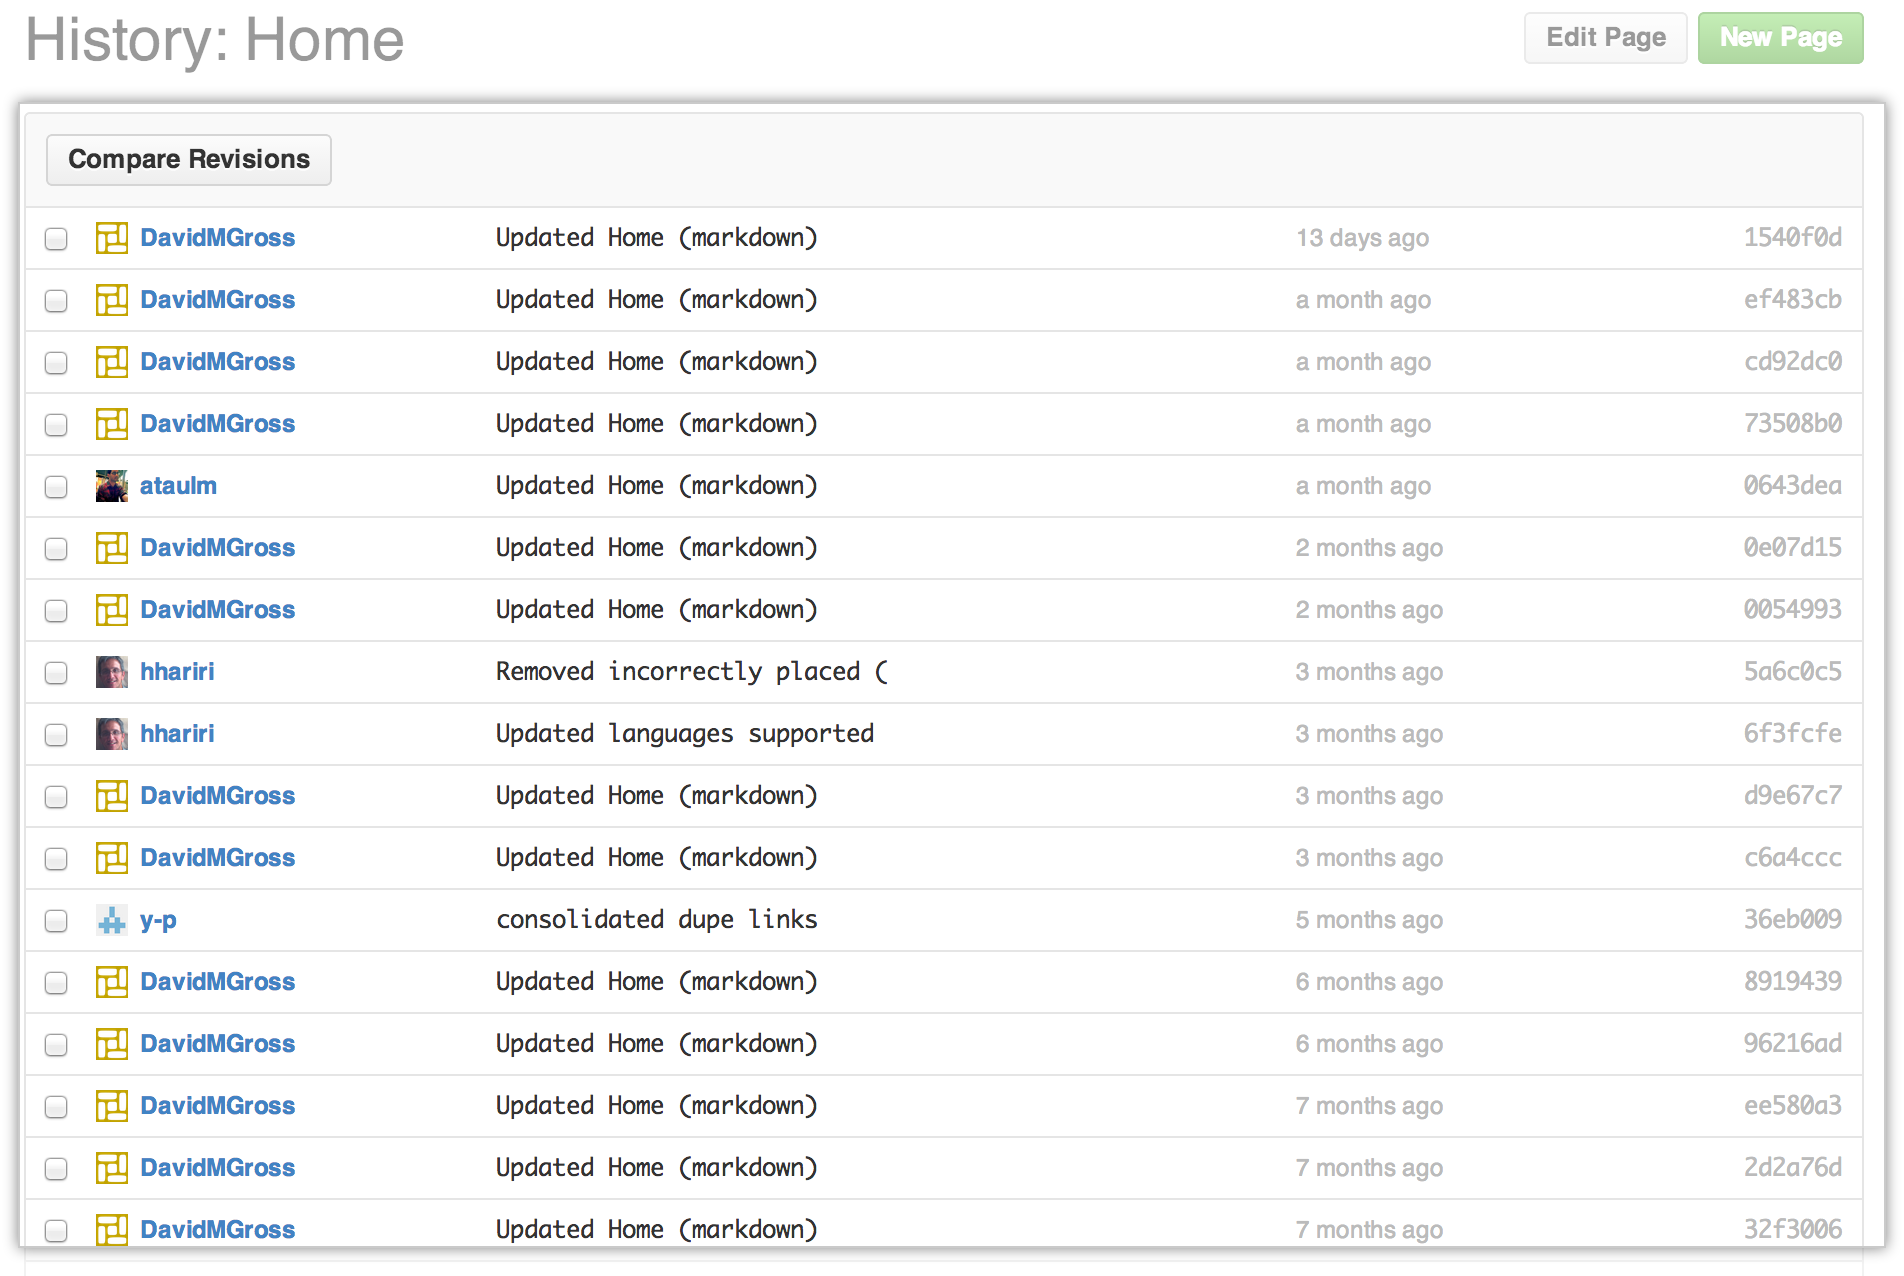 History: Home
Edit Page
New Page
Compare Revisions
DavidMGross Updated Home (markdown) 13 days ago 1540f0d
DavidMGross Updated Home (markdown) a month ago ef483cb
DavidMGross Updated Home (markdown) a month ago cd92dc0
DavidMGross Updated Home (markdown) a month ago 73508b0
ataulm Updated Home (markdown) a month ago 0643dea
DavidMGross Updated Home (markdown) 2 months ago 0e07d15
DavidMGross Updated Home (markdown) 2 months ago 0054993
hhariri Removed incorrectly placed ( 3 months ago 5a6c0c5
hhariri Updated languages supported 3 months ago 6f3fcfe
DavidMGross Updated Home (markdown) 3 months ago d9e67c7
DavidMGross Updated Home (markdown) 3 months ago c6a4ccc
y-p consolidated dupe links 5 months ago 36eb009
DavidMGross Updated Home (markdown) 6 months ago 8919439
DavidMGross Updated Home (markdown) 6 months ago 96216ad
DavidMGross Updated Home (markdown) 7 months ago ee580a3
DavidMGross Updated Home (markdown) 7 months ago 2d2a76d
DavidMGross Updated Home (markdown) 7 months ago 32f3006